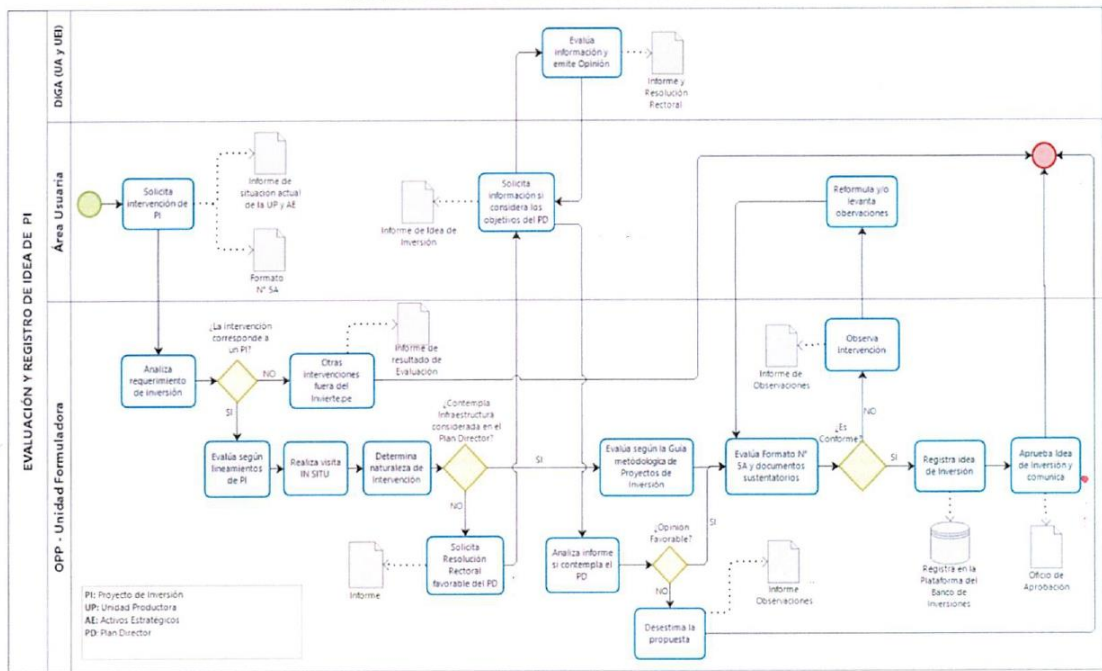 EVALUACIÓN Y REGISTRO DE IDEA DE PI
DIGA (UA y UEI)
Evalúa
información y
emite Opinión
Informe y
Resolución
Rectoral
Área Usuaria
Solicita
intervención de
PI
Informe de
situación actual
de la UP y AE
Formato
N° 5A
Informe de Idea de
Inversión
Solicita
información si
considera los
objetivos del PD
Reformula y/o
levanta
obervaciones
OPP - Unidad Formuladora
Analiza
requerimiento
de inversión
¿La intervención
corresponde a
un PI?
NO
SI
Otras
intervenciones
fuera del
Invierte.pe
Informe de
resultado de
Evaluación
Evalúa según
lineamientos
de PI
Realiza visita
IN SITU
Determina
naturaleza de
Intervención
¿Contempla
Infraestructura
considerada en el
Plan Director?
SI
NO
Solicita
Resolución
Rectoral
favorable del PD
Informe
Evalúa según la Guía
metodológica de
Proyectos de
Inversión
Analiza informe
si contempla el
PD
¿Opinión
Favorable?
SI
NO
Desestima la
propuesta
Informe
Observaciones
Evalúa Formato N°
5A y documentos
sustentatorios
¿Es
Conforme?
NO
SI
Observa
Intervención
Informe de
Observaciones
Registra idea de
Inversión
Registra en la
Plataforma del
Banco de
Inversiones
Aprueba Idea
de Inversión y
comunica
Oficio de
Aprobación
PI: Proyecto de Inversión
UP: Unidad Productora
AE: Activos Estratégicos
PD: Plan Director